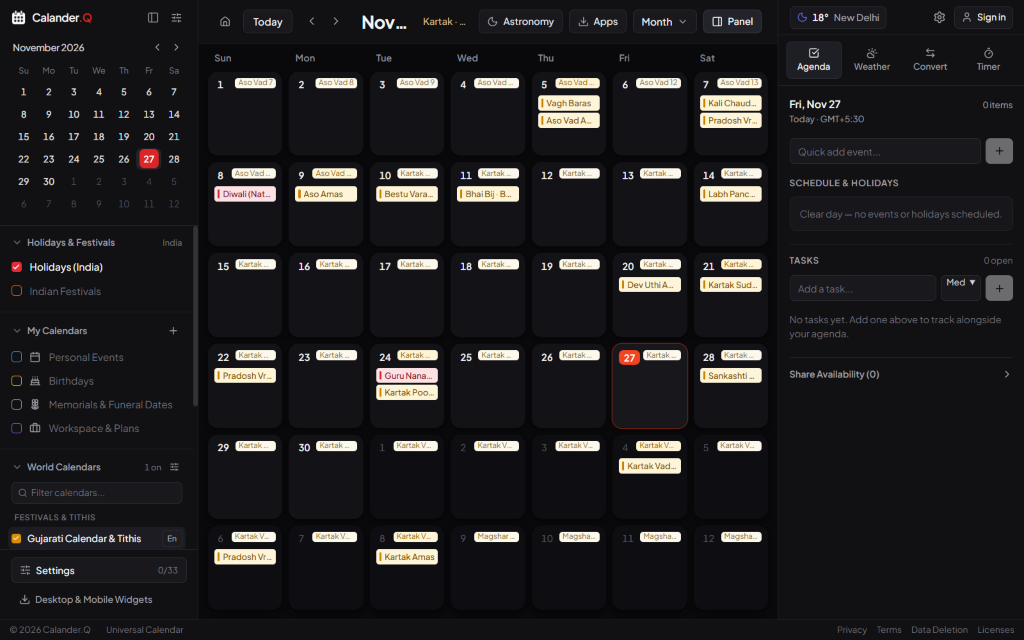 Calander.Q
November 2026
Su Mo Tu We Th Fr Sa
1 2 3 4 5 6 7
8 9 10 11 12 13 14
15 16 17 18 19 20 21
22 23 24 25 26 27 28
29 30 1 2 3 4 5
6 7 8 9 10 11 12
Holidays & Festivals India
Holidays (India)
Indian Festivals
My Calendars
Personal Events
Birthdays
Memorials & Funeral Dates
Workspace & Plans
World Calendars 1 on
Filter calendars...
FESTIVALS & TITHIS
Gujarati Calendar & Tithis En
Settings 0/33
Desktop & Mobile Widgets
Today Nov... Kartak · ... Astronomy Apps Month Panel
Sun Mon Tue Wed Thu Fri Sat
1 Aso Vad 7 2 Aso Vad 8 3 Aso Vad 9 4 Aso Vad ... 5 Aso Vad ... 6 Aso Vad 12 7 Aso Vad 13
Vagh Baras Kali Chaud...
Aso Vad A... Pradosh Vr...
8 Aso Vad ... 9 Aso Vad ... 10 Kartak ... 11 Kartak ... 12 Kartak ... 13 Kartak ... 14 Kartak ...
Diwali (Nat... Aso Amas Bestu Vara... Bhai Bij · B... Labh Panc...
15 Kartak ... 16 Kartak ... 17 Kartak ... 18 Kartak ... 19 Kartak ... 20 Kartak ... 21 Kartak ...
Dev Uthi A... Kartak Sud...
22 Kartak ... 23 Kartak ... 24 Kartak ... 25 Kartak ... 26 Kartak ... 27 Kartak ... 28 Kartak ...
Pradosh Vr... Guru Nana... Sankashti ...
Kartak Poo...
29 Kartak ... 30 Kartak ... 1 Kartak V... 2 Kartak V... 3 Kartak V... 4 Kartak V... 5 Kartak V...
Kartak Vad...
6 Kartak V... 7 Kartak V... 8 Kartak V... 9 Magshar... 10 Magsha... 11 Magsha... 12 Magsha...
Pradosh Vr... Kartak Amas
18° New Delhi Sign in
Agenda Weather Convert Timer
Fri, Nov 27 0 items
Today · GMT+5:30
Quick add event...
SCHEDULE & HOLIDAYS
Clear day — no events or holidays scheduled.
TASKS 0 open
Add a task... Med
No tasks yet. Add one above to track alongside
your agenda.
Share Availability (0)
© 2026 Calander.Q Universal Calendar Privacy Terms Data Deletion Licenses